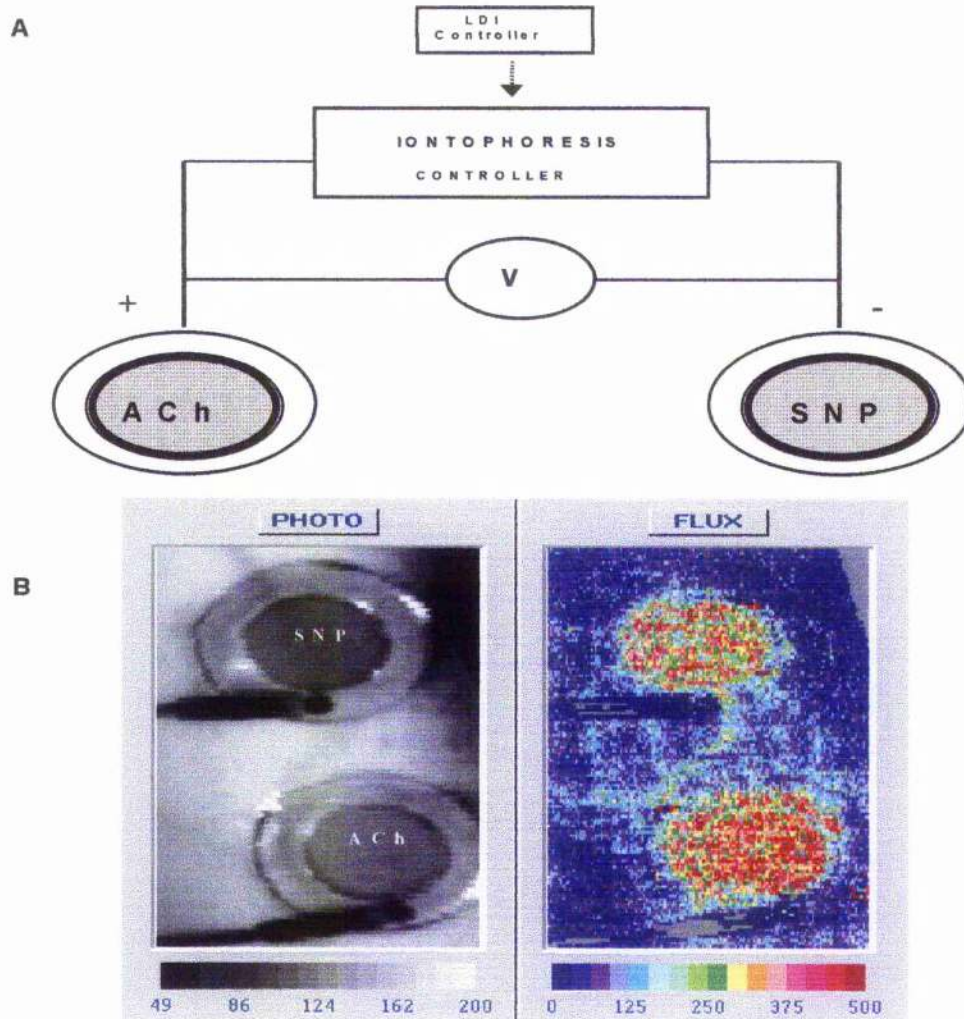 A
LDI
Controller
IONTOPHORESIS
CONTROLLER
V
+ -
ACh SNP
B
PHOTO FLUX
SNP
ACh
49 86 124 162 200 0 125 250 375 500